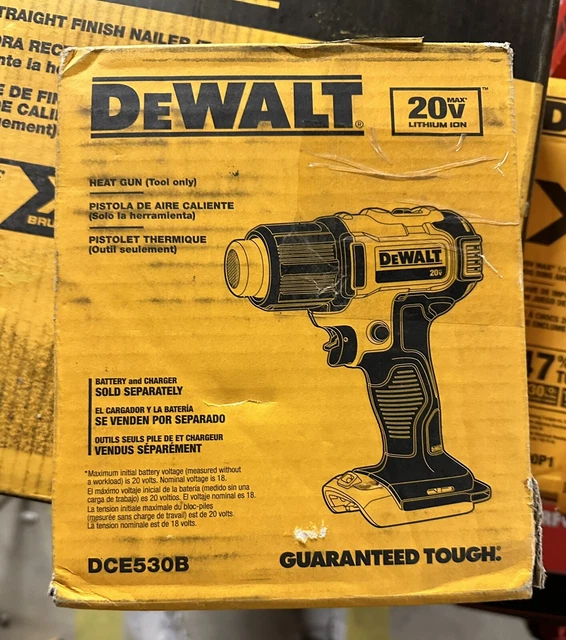 TRAIGHT FINISH NAILER
DEWALT®
20V MAX*™
LITHIUM ION
HEAT GUN (Tool only)
PISTOLA DE AIRE CALIENTE
(Solo la herramienta)
PISTOLET THERMIQUE
(Outil seulement)
DEWALT
20V
BATTERY and CHARGER
SOLD SEPARATELY
EL CARGADOR Y LA BATERÍA
SE VENDEN POR SEPARADO
OUTILS SEULS PILE DE ET CHARGEUR
VENDUS SÉPARÉMENT
*Maximum initial battery voltage (measured without
a workload) is 20 volts. Nominal voltage is 18.
El máximo voltaje inicial de la batería (medido sin una
carga de trabajo) es 20 voltios. El voltaje nominal es 18.
La tension initiale maximum du bloc-piles
(mesurée sans charge de travail) est de 20 volts.
La tension nominale est de 18 volts.
DCE530B
GUARANTEED TOUGH.®